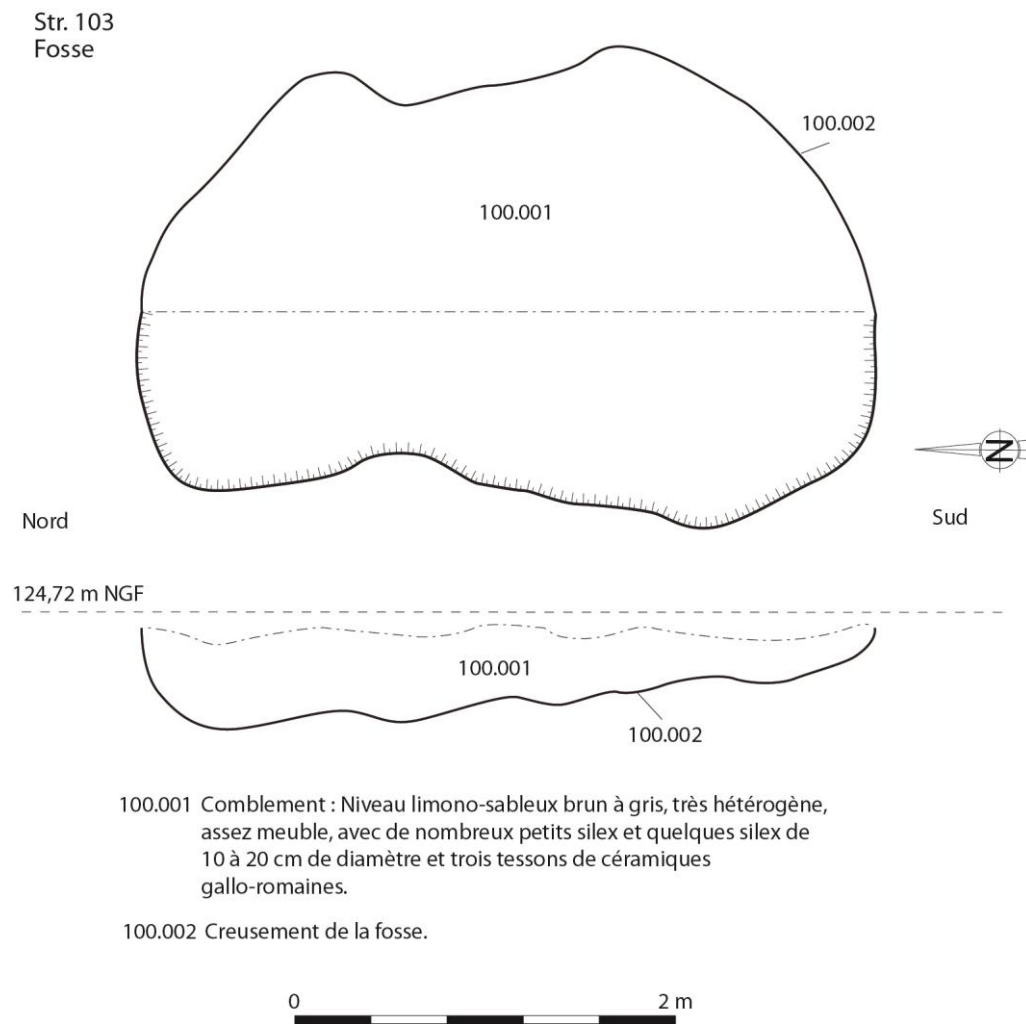 Str. 103
Fosse
100.002
100.001
N
Nord
Sud
124,72 m NGF
100.001
100.002
100.001 Comblement : Niveau limono-sableux brun à gris, très hétérogène,
assez meuble, avec de nombreux petits silex et quelques silex de
10 à 20 cm de diamètre et trois tessons de céramiques
gallo-romaines.
100.002 Creusement de la fosse.
0 2 m